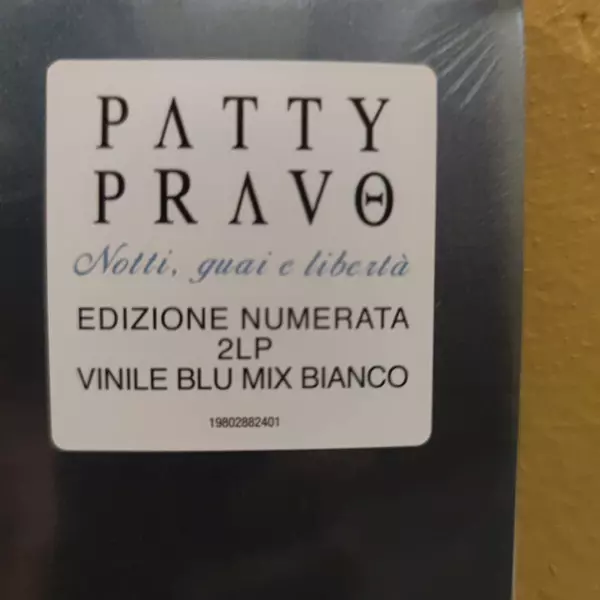 PATTY
PRAVO
Notti, guai e libertà
EDIZIONE NUMERATA
2LP
VINILE BLU MIX BIANCO
19802882401